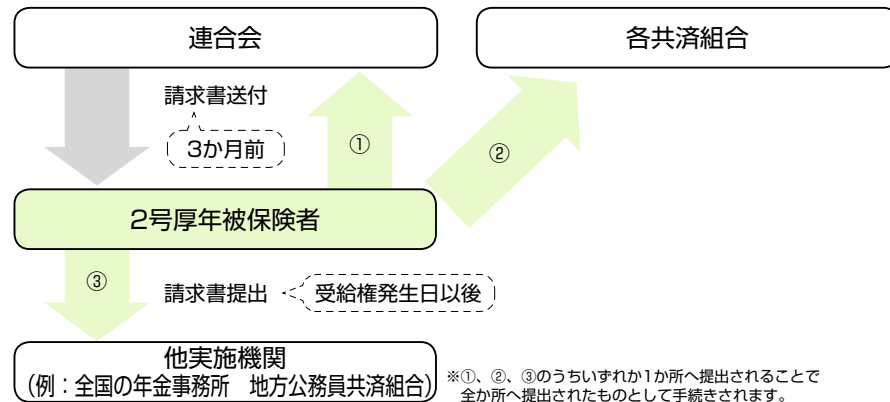 連合会
各共済組合
請求書送付
3か月前
①
②
2号厚年被保険者
③
請求書提出
受給権発生日以後
他実施機関
(例：全国の年金事務所　地方公務員共済組合)
※①、②、③のうちいずれか1か所へ提出されることで
全か所へ提出されたものとして手続きされます。